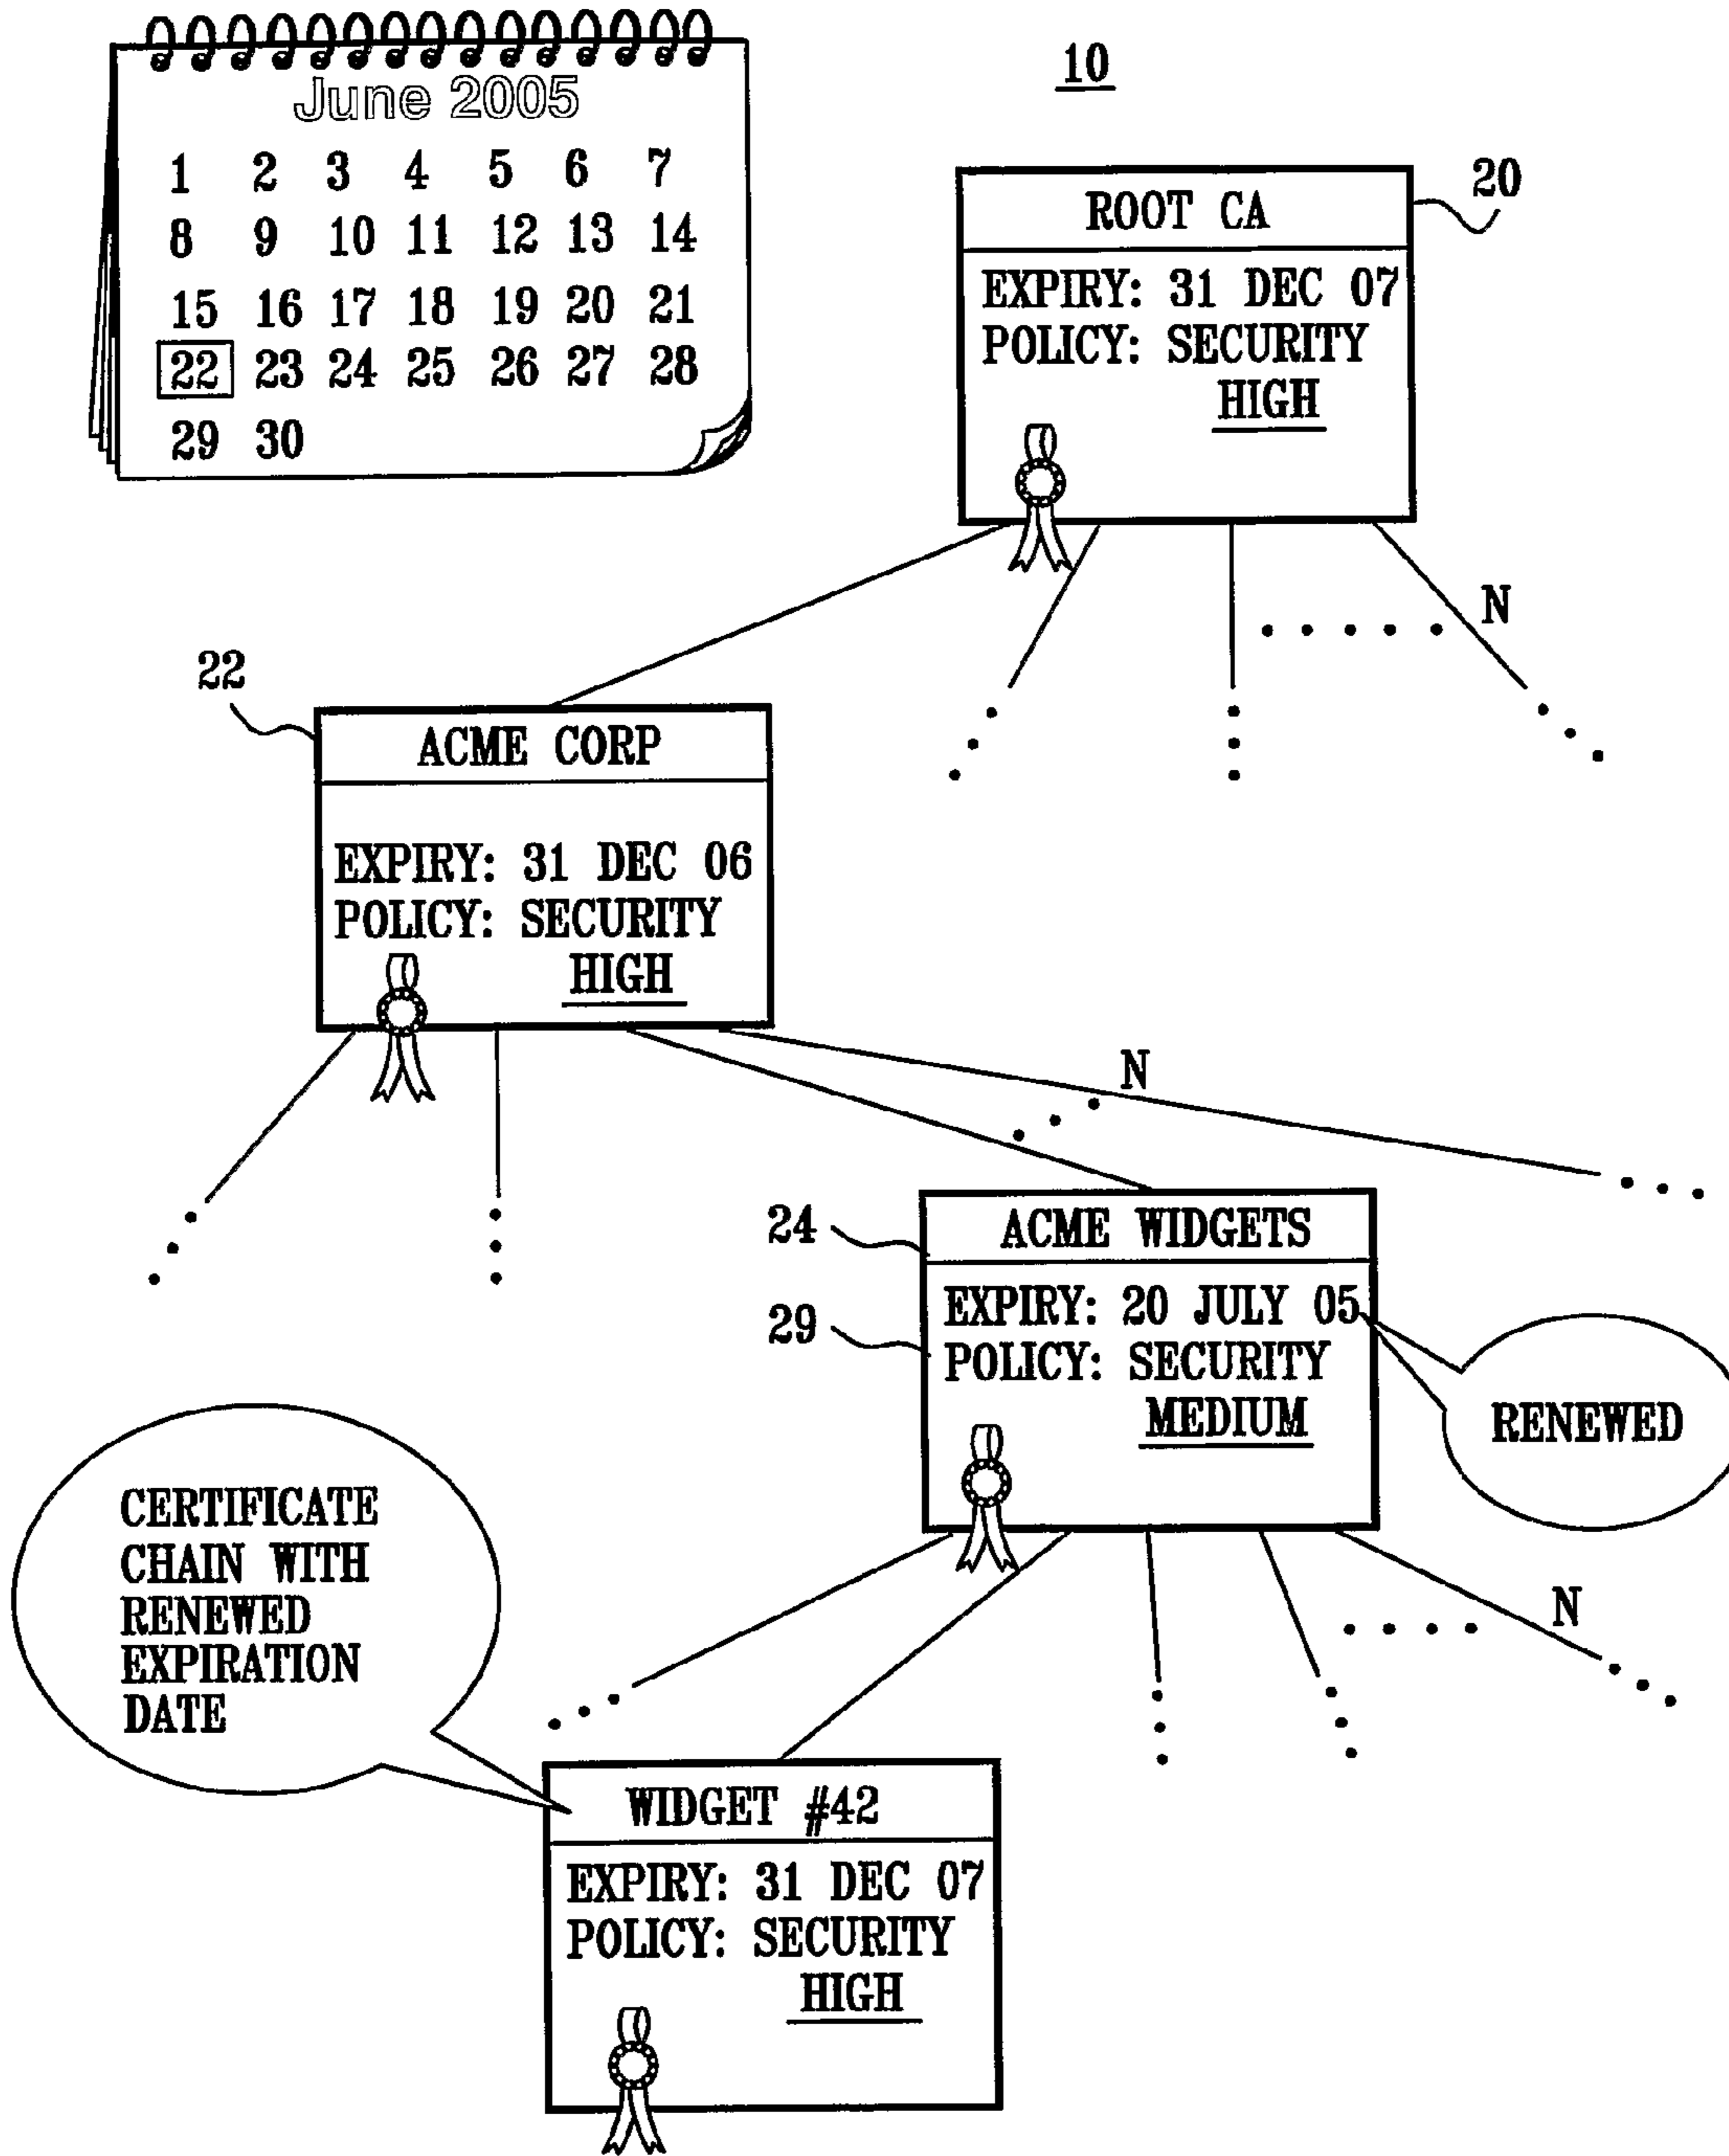 June 2005
1 2 3 4 5 6 7
8 9 10 11 12 13 14
15 16 17 18 19 20 21
22 23 24 25 26 27 28
29 30
10
20
ROOT CA
EXPIRY: 31 DEC 07
POLICY: SECURITY
HIGH
N
22
ACME CORP
EXPIRY: 31 DEC 06
POLICY: SECURITY
HIGH
N
24
ACME WIDGETS
29
EXPIRY: 20 JULY 05
POLICY: SECURITY
MEDIUM
RENEWED
N
CERTIFICATE
CHAIN WITH
RENEWED
EXPIRATION
DATE
WIDGET #42
EXPIRY: 31 DEC 07
POLICY: SECURITY
HIGH